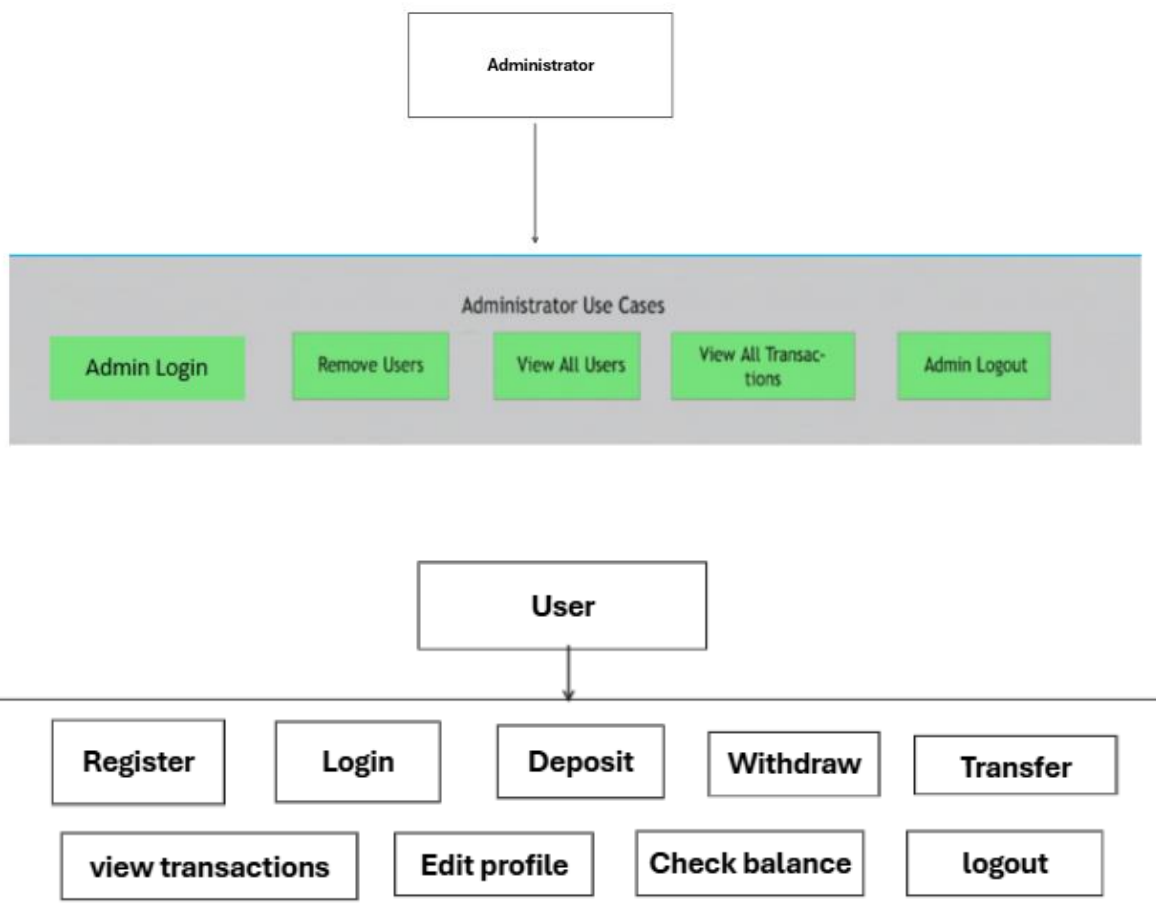 Administrator
Administrator Use Cases
Admin Login
Remove Users
View All Users
View All Transac-
tions
Admin Logout
User
Register
Login
Deposit
Withdraw
Transfer
view transactions
Edit profile
Check balance
logout